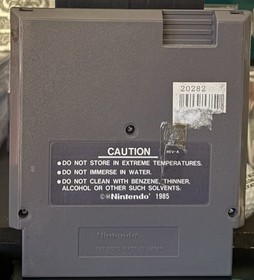 20282
CAUTION
REV-A
•DO NOT STORE IN EXTREME TEMPERATURES.
•DO NOT IMMERSE IN WATER.
•DO NOT CLEAN WITH BENZENE, THINNER,
ALCOHOL OR OTHER SUCH SOLVENTS.
©®Nintendo® 1985
Nintendo